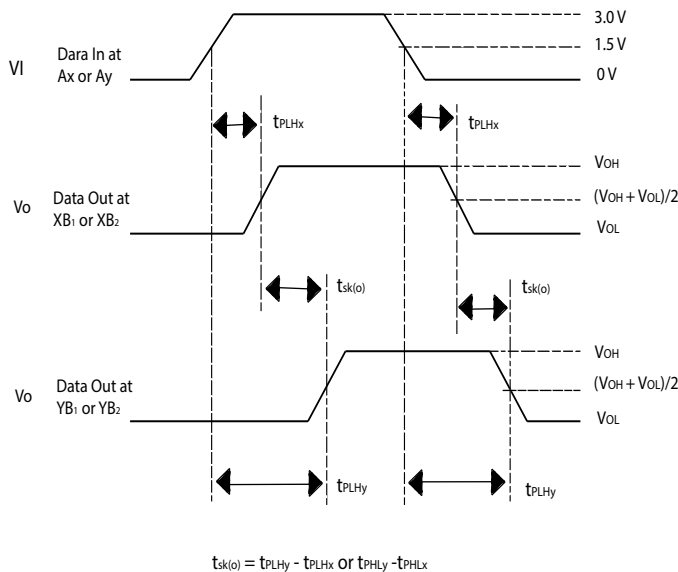 3.0 V
Dara In at
Ax or Ay
VI
1.5 V
0 V
tPLHx
tPLHx
VOH
Vo
Data Out at
XB1 or XB2
(VOH + VOL)/2
VOL
tsk(o)
tsk(o)
VOH
Vo
Data Out at
YB1 or YB2
(VOH + VOL)/2
VOL
tPLHy
tPLHy
tsk(o) = tPLHy - tPLHx or tPHLy -tPHLx